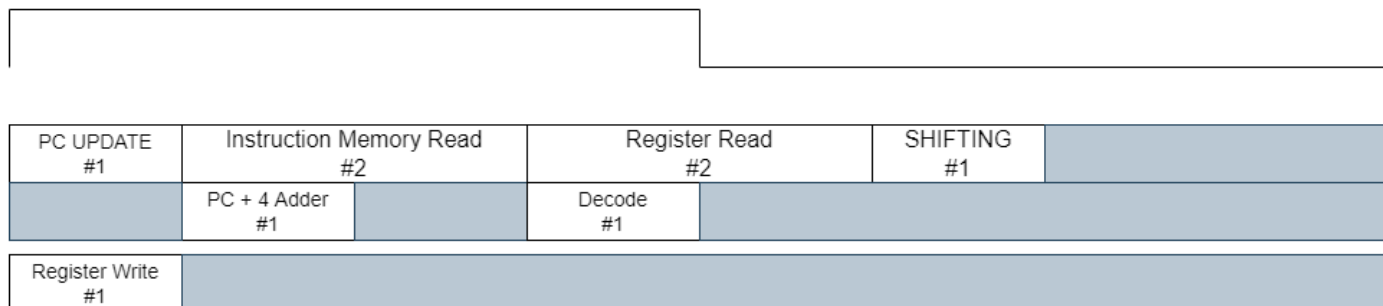 PC UPDATE
#1
Instruction Memory Read
#2
Register Read
#2
SHIFTING
#1
PC + 4 Adder
#1
Decode
#1
Register Write
#1